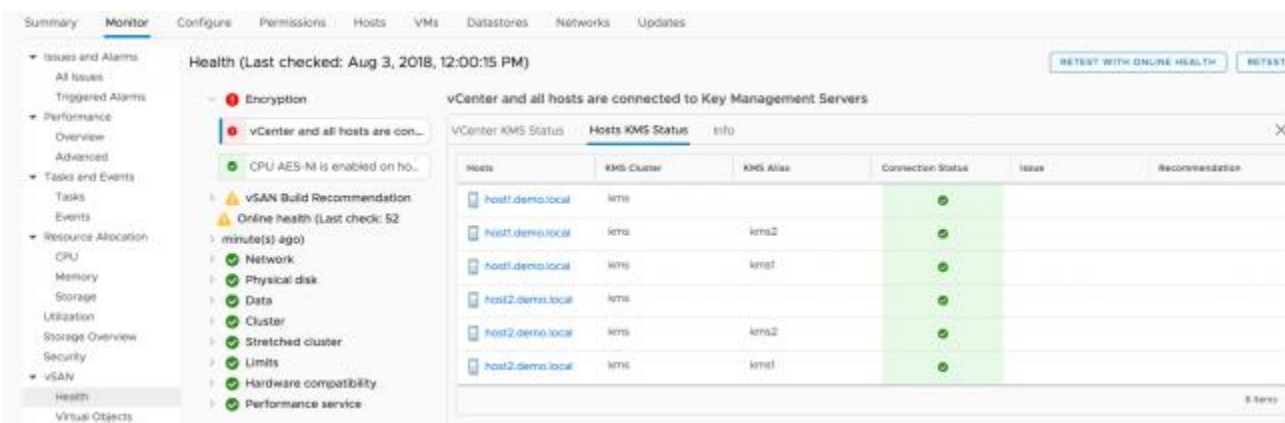 Summary Monitor Configure Permissions Hosts VMs Datastores Networks Updates
Issues and Alarms
All Issues
Triggered Alarms
Performance
Overview
Advanced
Tasks and Events
Tasks
Events
Resource Allocation
CPU
Memory
Storage
Utilization
Storage Overview
Security
vSAN
Health
Virtual Objects
Health (Last checked: Aug 3, 2018, 12:00:15 PM)
RETEST WITH ONLINE HEALTH RETEST
Encryption
vCenter and all hosts are con...
CPU AES-NI is enabled on ho...
vSAN Build Recommendation
Online health (Last check: 52
minute(s) ago)
Network
Physical disk
Data
Cluster
Stretched cluster
Limits
Hardware compatibility
Performance service
vCenter and all hosts are connected to Key Management Servers
VCenter KMS Status Hosts KMS Status Info
Hosts KMS Cluster KMS Alias Connection Status Issue Recommendation
host1.demo.local kms
host1.demo.local kms kms2
host1.demo.local kms kms1
host2.demo.local kms
host2.demo.local kms kms2
host2.demo.local kms kms1
6 items